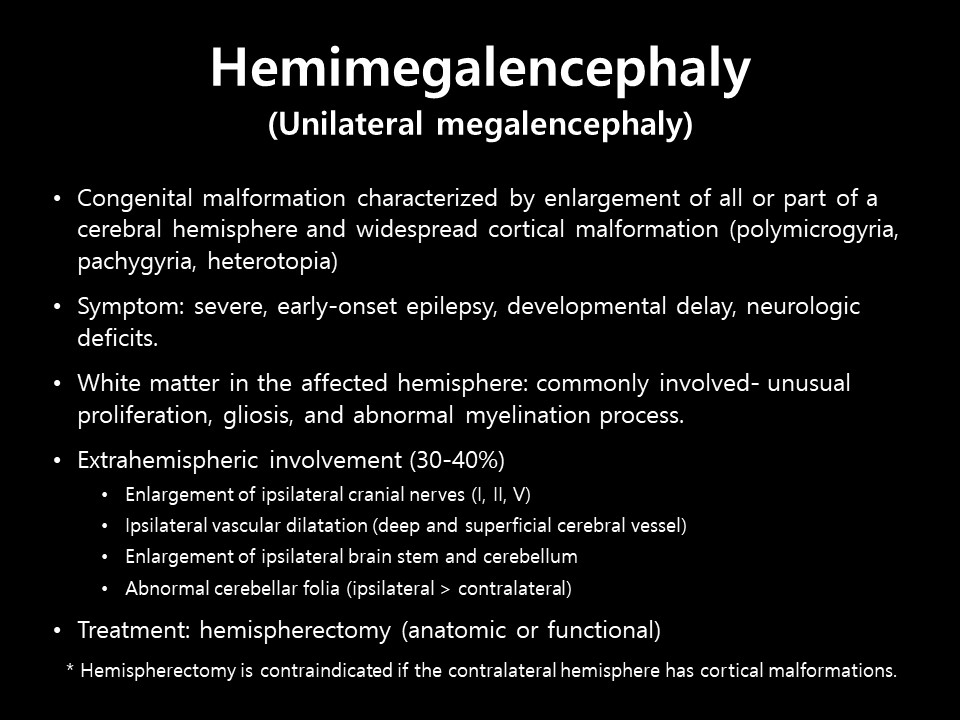 Hemimegalencephaly
(Unilateral megalencephaly)
• Congenital malformation characterized by enlargement of all or part of a
cerebral hemisphere and widespread cortical malformation (polymicrogyria,
pachygyria, heterotopia)
• Symptom: severe, early-onset epilepsy, developmental delay, neurologic
deficits.
• White matter in the affected hemisphere: commonly involved- unusual
proliferation, gliosis, and abnormal myelination process.
• Extrahemispheric involvement (30-40%)
• Enlargement of ipsilateral cranial nerves (I, II, V)
• Ipsilateral vascular dilatation (deep and superficial cerebral vessel)
• Enlargement of ipsilateral brain stem and cerebellum
• Abnormal cerebellar folia (ipsilateral > contralateral)
• Treatment: hemispherectomy (anatomic or functional)
* Hemispherectomy is contraindicated if the contralateral hemisphere has cortical malformations.